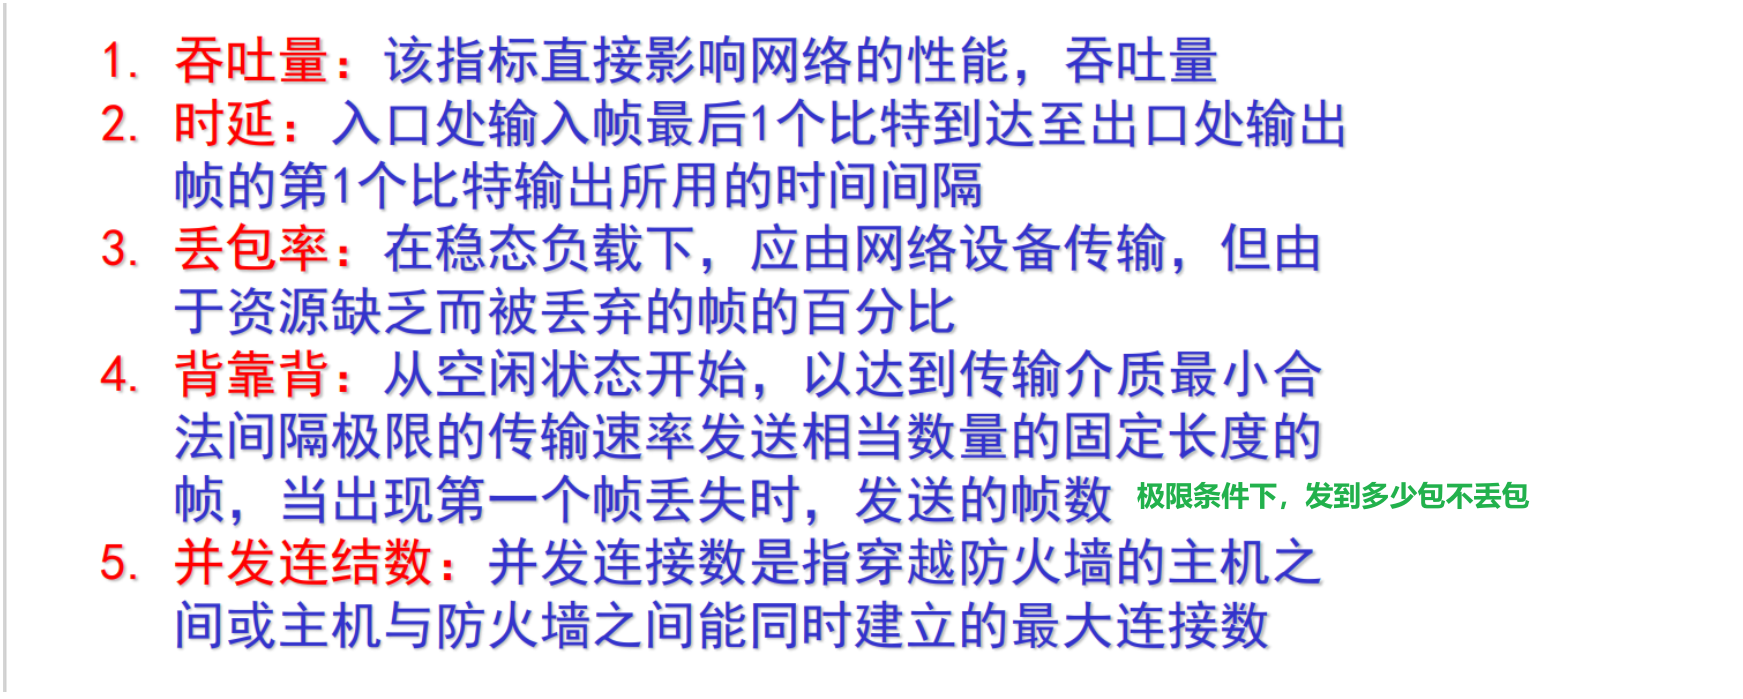 1. 吞吐量：该指标直接影响网络的性能，吞吐量
2. 时延：入口处输入帧最后1个比特到达至出口处输出
帧的第1个比特输出所用的时间间隔
3. 丢包率：在稳态负载下，应由网络设备传输，但由
于资源缺乏而被丢弃的帧的百分比
4. 背靠背：从空闲状态开始，以达到传输介质最小合
法间隔极限的传输速率发送相当数量的固定长度的
帧，当出现第一个帧丢失时，发送的帧数 极限条件下，发到多少包不丢包
5. 并发连结数：并发连接数是指穿越防火墙的主机之
间或主机与防火墙之间能同时建立的最大连接数